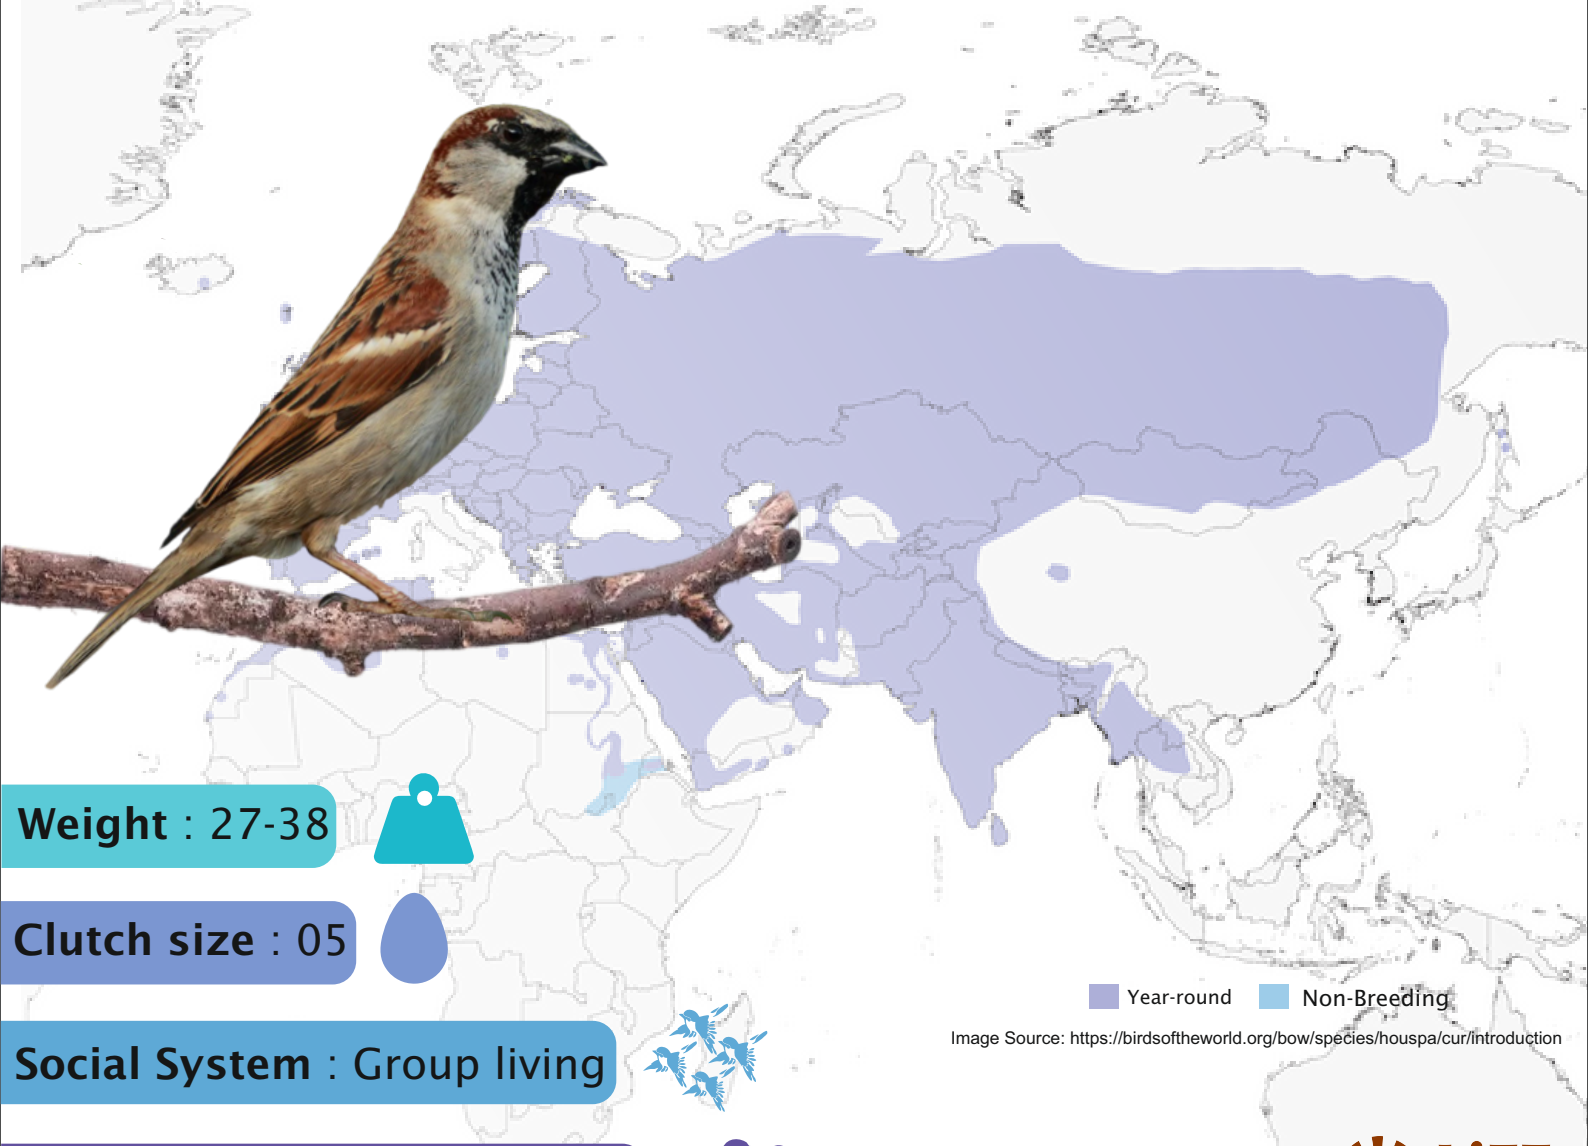 Weight : 27-38
Clutch size : 05
Social System : Group living
Year-round
Non-Breeding
Image Source: https://birdsoftheworld.org/bow/species/houspa/cur/introduction